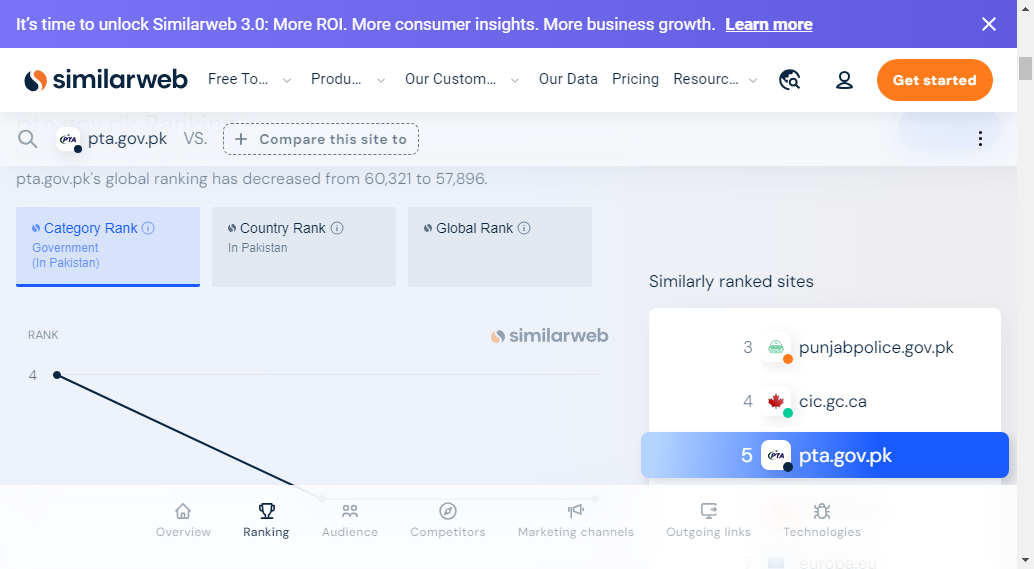 It's time to unlock Similarweb 3.0: More ROI. More consumer insights. More business growth. Learn more
similarweb
Free To... Produ... Our Custom... Our Data Pricing Resourc... Get started
pta.gov.pk Ranking
PTA pta.gov.pk VS. + Compare this site to
pta.gov.pk's global ranking has decreased from 60,321 to 57,896.
Category Rank
Government
(In Pakistan)
Country Rank
In Pakistan
Global Rank
RANK
similarweb
4
Similarly ranked sites
3 punjabpolice.gov.pk
4 cic.gc.ca
5 PTA pta.gov.pk
7 europa.eu
Overview Ranking Audience Competitors Marketing channels Outgoing links Technologies